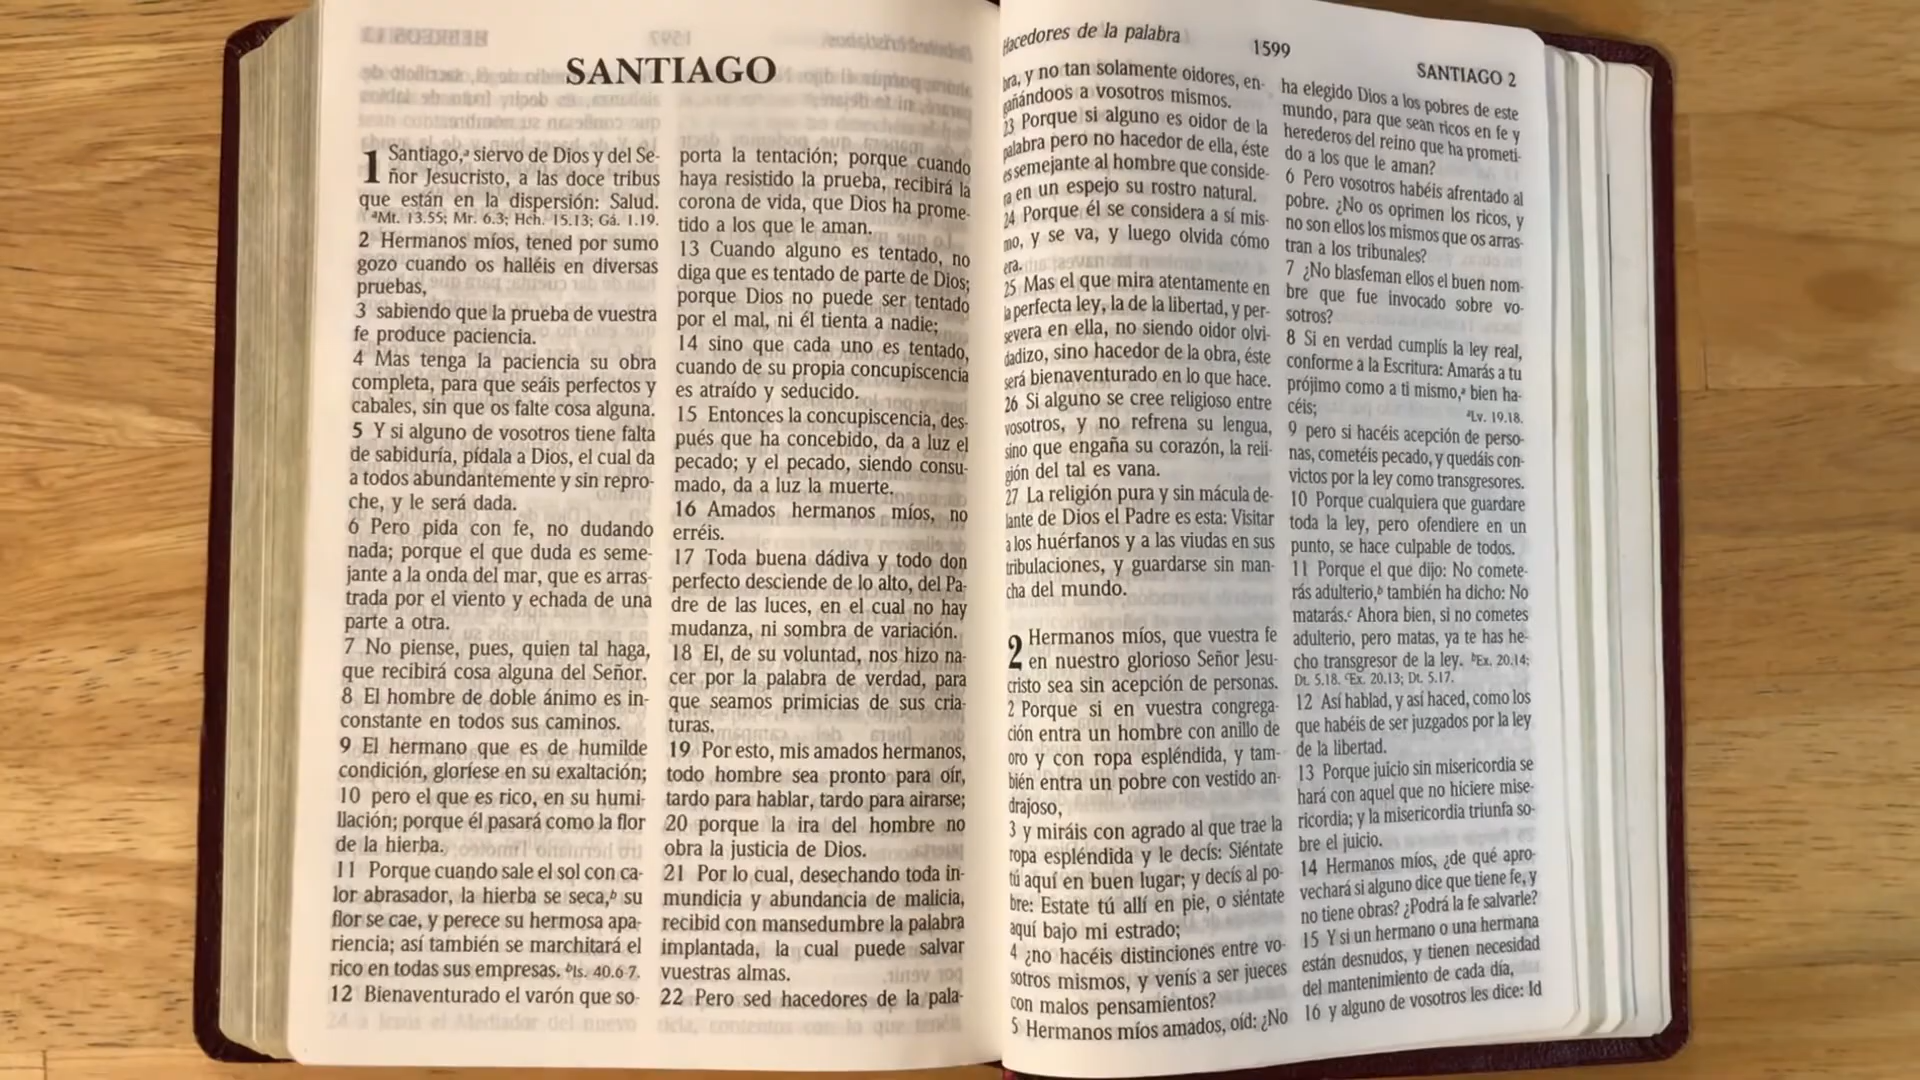 SANTIAGO
1 Santiago,ᵃ siervo de Dios y del Se-
ñor Jesucristo, a las doce tribus
que están en la dispersión: Salud.
ᵃMt. 13.55; Mr. 6.3; Hch. 15.13; Gá. 1.19.
2 Hermanos míos, tened por sumo
gozo cuando os halléis en diversas
pruebas,
3 sabiendo que la prueba de vuestra
fe produce paciencia.
4 Mas tenga la paciencia su obra
completa, para que seáis perfectos y
cabales, sin que os falte cosa alguna.
5 Y si alguno de vosotros tiene falta
de sabiduría, pídala a Dios, el cual da
a todos abundantemente y sin repro-
che, y le será dada.
6 Pero pida con fe, no dudando
nada; porque el que duda es seme-
jante a la onda del mar, que es arras-
trada por el viento y echada de una
parte a otra.
7 No piense, pues, quien tal haga,
que recibirá cosa alguna del Señor.
8 El hombre de doble ánimo es in-
constante en todos sus caminos.
9 El hermano que es de humilde
condición, gloríese en su exaltación;
10 pero el que es rico, en su humi-
llación; porque él pasará como la flor
de la hierba.
11 Porque cuando sale el sol con ca-
lor abrasador, la hierba se seca,ᵇ su
flor se cae, y perece su hermosa apa-
riencia; así también se marchitará el
rico en todas sus empresas. ᵇIs. 40.6-7.
12 Bienaventurado el varón que so-
porta la tentación; porque cuando
haya resistido la prueba, recibirá la
corona de vida, que Dios ha prome-
tido a los que le aman.
13 Cuando alguno es tentado, no
diga que es tentado de parte de Dios;
porque Dios no puede ser tentado
por el mal, ni él tienta a nadie;
14 sino que cada uno es tentado,
cuando de su propia concupiscencia
es atraído y seducido.
15 Entonces la concupiscencia, des-
pués que ha concebido, da a luz el
pecado; y el pecado, siendo consu-
mado, da a luz la muerte.
16 Amados hermanos míos, no
erréis.
17 Toda buena dádiva y todo don
perfecto desciende de lo alto, del Pa-
dre de las luces, en el cual no hay
mudanza, ni sombra de variación.
18 El, de su voluntad, nos hizo na-
cer por la palabra de verdad, para
que seamos primicias de sus cria-
turas.
19 Por esto, mis amados hermanos,
todo hombre sea pronto para oír,
tardo para hablar, tardo para airarse;
20 porque la ira del hombre no
obra la justicia de Dios.
21 Por lo cual, desechando toda in-
mundicia y abundancia de malicia,
recibid con mansedumbre la palabra
implantada, la cual puede salvar
vuestras almas.
22 Pero sed hacedores de la pala-
Hacedores de la palabra
1599
SANTIAGO 2
bra, y no tan solamente oidores, en-
gañándoos a vosotros mismos.
23 Porque si alguno es oidor de la
palabra pero no hacedor de ella, éste
es semejante al hombre que conside-
ra en un espejo su rostro natural.
24 Porque él se considera a sí mis-
mo, y se va, y luego olvida cómo
era.
25 Mas el que mira atentamente en
la perfecta ley, la de la libertad, y per-
severa en ella, no siendo oidor olvi-
dadizo, sino hacedor de la obra, éste
será bienaventurado en lo que hace.
26 Si alguno se cree religioso entre
vosotros, y no refrena su lengua,
sino que engaña su corazón, la reli-
gión del tal es vana.
27 La religión pura y sin mácula de-
lante de Dios el Padre es esta: Visitar
a los huérfanos y a las viudas en sus
tribulaciones, y guardarse sin man-
cha del mundo.
2 Hermanos míos, que vuestra fe
en nuestro glorioso Señor Jesu-
cristo sea sin acepción de personas.
2 Porque si en vuestra congrega-
ción entra un hombre con anillo de
oro y con ropa espléndida, y tam-
bién entra un pobre con vestido an-
drajoso,
3 y miráis con agrado al que trae la
ropa espléndida y le decís: Siéntate
tú aquí en buen lugar; y decís al po-
bre: Estate tú allí en pie, o siéntate
aquí bajo mi estrado;
4 ¿no hacéis distinciones entre vo-
sotros mismos, y venís a ser jueces
con malos pensamientos?
5 Hermanos míos amados, oíd: ¿No
ha elegido Dios a los pobres de este
mundo, para que sean ricos en fe y
herederos del reino que ha prometi-
do a los que le aman?
6 Pero vosotros habéis afrentado al
pobre. ¿No os oprimen los ricos, y
no son ellos los mismos que os arras-
tran a los tribunales?
7 ¿No blasfeman ellos el buen nom-
bre que fue invocado sobre vo-
sotros?
8 Si en verdad cumplís la ley real,
conforme a la Escritura: Amarás a tu
prójimo como a ti mismo,ᵃ bien ha-
céis; ᵃLv. 19.18.
9 pero si hacéis acepción de perso-
nas, cometéis pecado, y quedáis con-
victos por la ley como transgresores.
10 Porque cualquiera que guardare
toda la ley, pero ofendiere en un
punto, se hace culpable de todos.
11 Porque el que dijo: No comete-
rás adulterio,ᵇ también ha dicho: No
matarás.ᶜ Ahora bien, si no cometes
adulterio, pero matas, ya te has he-
cho transgresor de la ley. ᵇEx. 20.14;
Dt. 5.18. ᶜEx. 20.13; Dt. 5.17.
12 Así hablad, y así haced, como los
que habéis de ser juzgados por la ley
de la libertad.
13 Porque juicio sin misericordia se
hará con aquel que no hiciere mise-
ricordia; y la misericordia triunfa so-
bre el juicio.
14 Hermanos míos, ¿de qué apro-
vechará si alguno dice que tiene fe, y
no tiene obras? ¿Podrá la fe salvarle?
15 Y si un hermano o una hermana
están desnudos, y tienen necesidad
del mantenimiento de cada día,
16 y alguno de vosotros les dice: Id